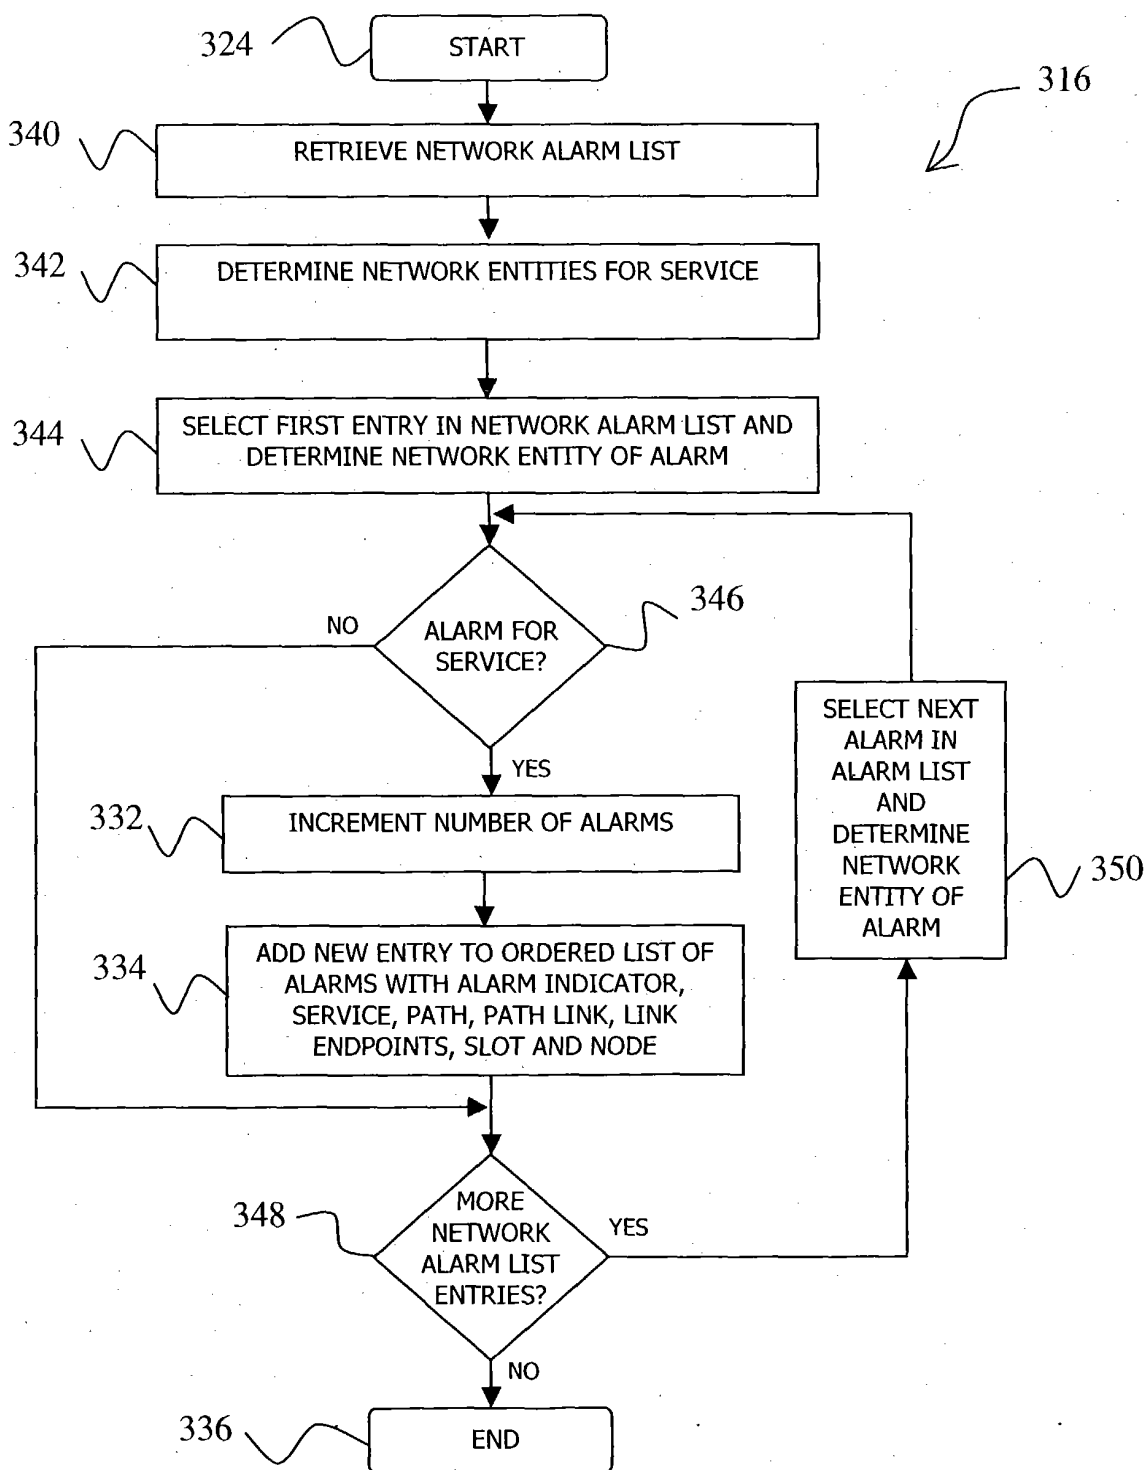 324
START
316
340
RETRIEVE NETWORK ALARM LIST
342
DETERMINE NETWORK ENTITIES FOR SERVICE
344
SELECT FIRST ENTRY IN NETWORK ALARM LIST AND
DETERMINE NETWORK ENTITY OF ALARM
346
NO
ALARM FOR
SERVICE?
YES
SELECT NEXT
ALARM IN
ALARM LIST
AND
DETERMINE
NETWORK
ENTITY OF
ALARM
350
332
INCREMENT NUMBER OF ALARMS
334
ADD NEW ENTRY TO ORDERED LIST OF
ALARMS WITH ALARM INDICATOR,
SERVICE, PATH, PATH LINK, LINK
ENDPOINTS, SLOT AND NODE
348
MORE
NETWORK
ALARM LIST
ENTRIES?
YES
NO
336
END